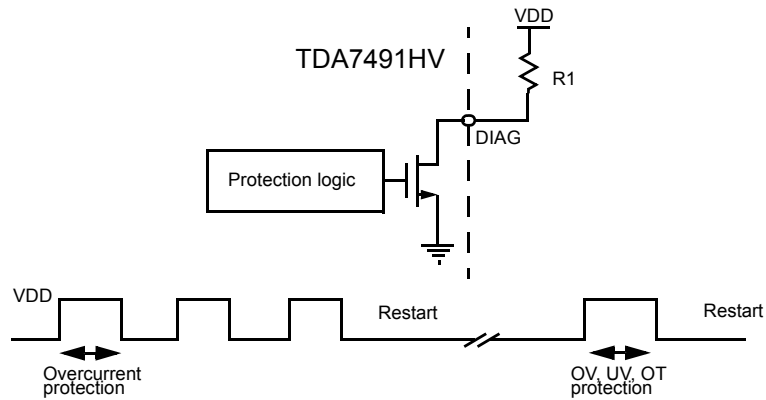 VDD
TDA7491HV
R1
DIAG
Protection logic
VDD
Restart
Restart
Overcurrent
protection
OV, UV, OT
protection